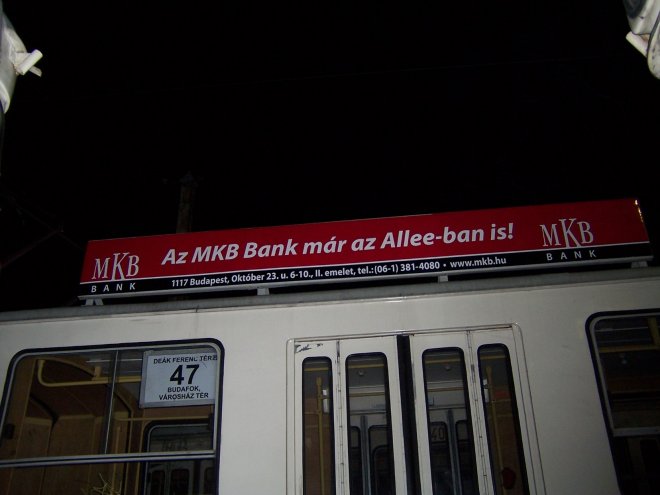 MKB
BANK
Az MKB Bank már az Allee-ban is!
1117 Budapest, Október 23. u. 6-10., II. emelet, tel.:(06-1) 381-4080 • www.mkb.hu
MKB
BANK
DEÁK FERENC TÉR
47
BUDAFOK,
VÁROSHÁZ TÉR